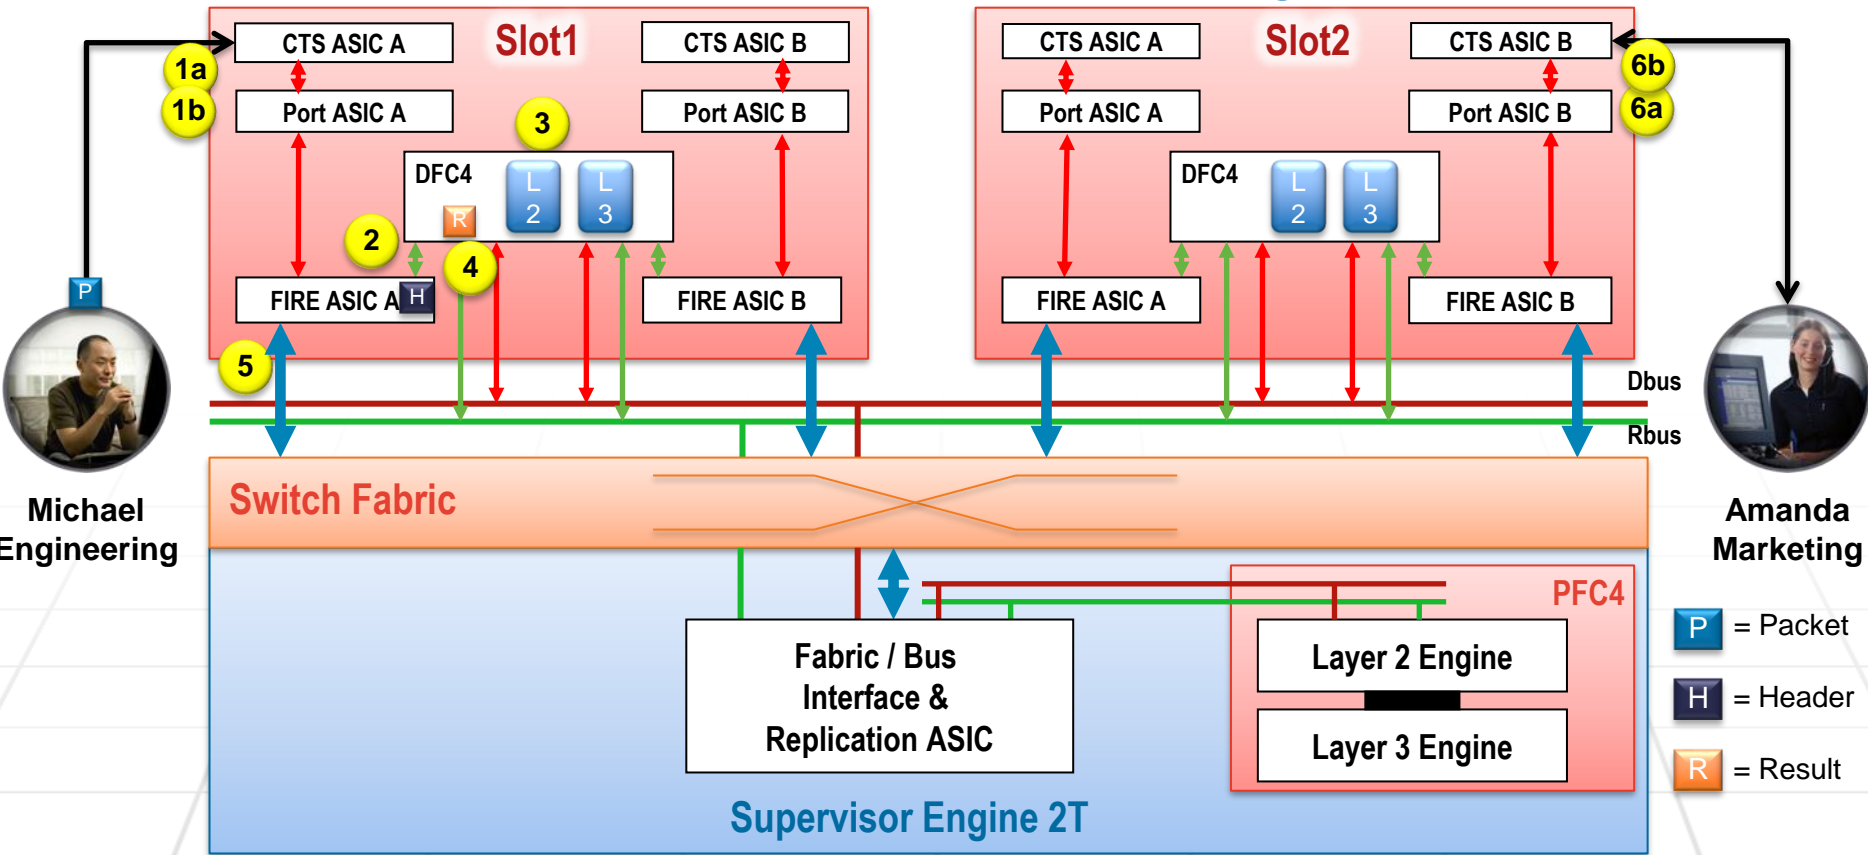 Slot1
CTS ASIC A
CTS ASIC B
1a
1b
Port ASIC A
Port ASIC B
3
DFC4
L
2
L
3
R
2
4
FIRE ASIC A
H
FIRE ASIC B
5
P
Michael
Engineering
Slot2
CTS ASIC A
CTS ASIC B
6b
6a
Port ASIC A
Port ASIC B
DFC4
L
2
L
3
FIRE ASIC A
FIRE ASIC B
Dbus
Rbus
Amanda
Marketing
Switch Fabric
PFC4
Fabric / Bus
Interface &
Replication ASIC
Layer 2 Engine
Layer 3 Engine
Supervisor Engine 2T
P = Packet
H = Header
R = Result